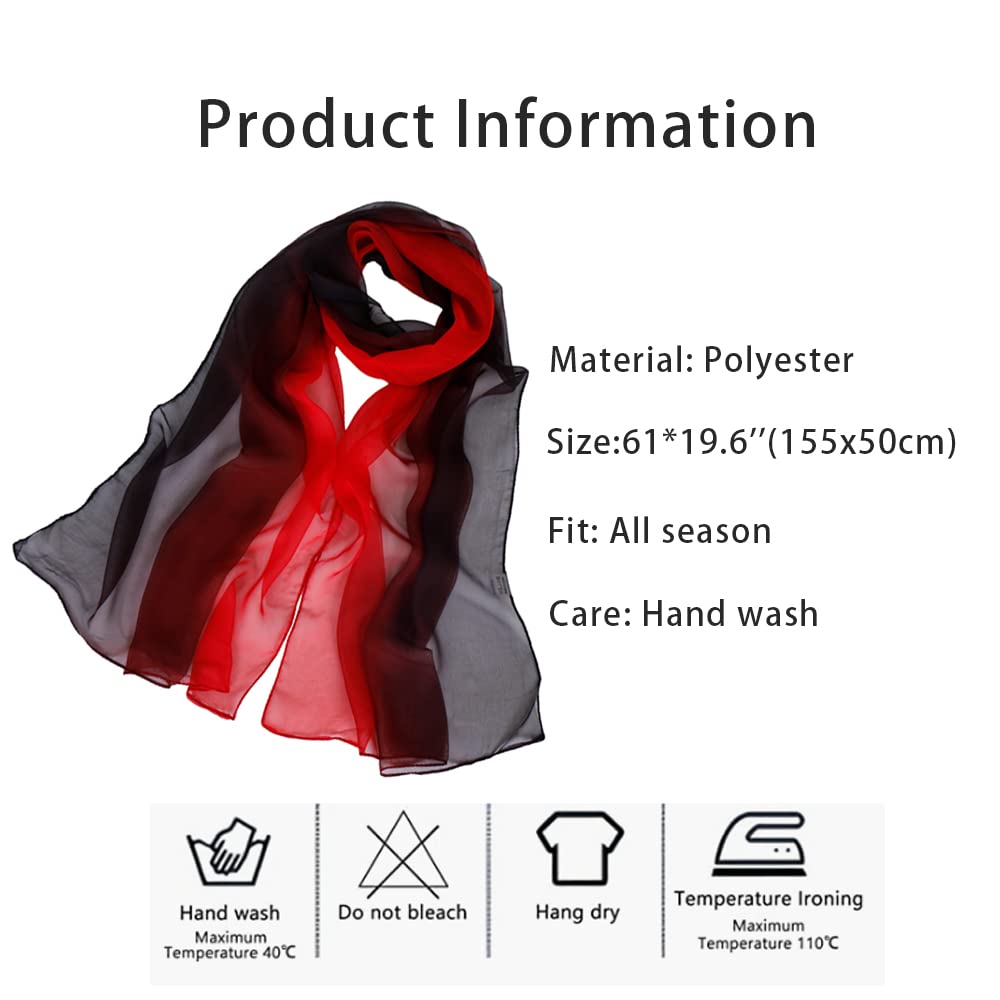 Product Information
Material: Polyester
Size:61*19.6’’(155x50cm)
Fit: All season
Care: Hand wash
Hand wash
Maximum
Temperature 40℃
Do not bleach
Hang dry
Temperature Ironing
Maximum
Temperature 110℃